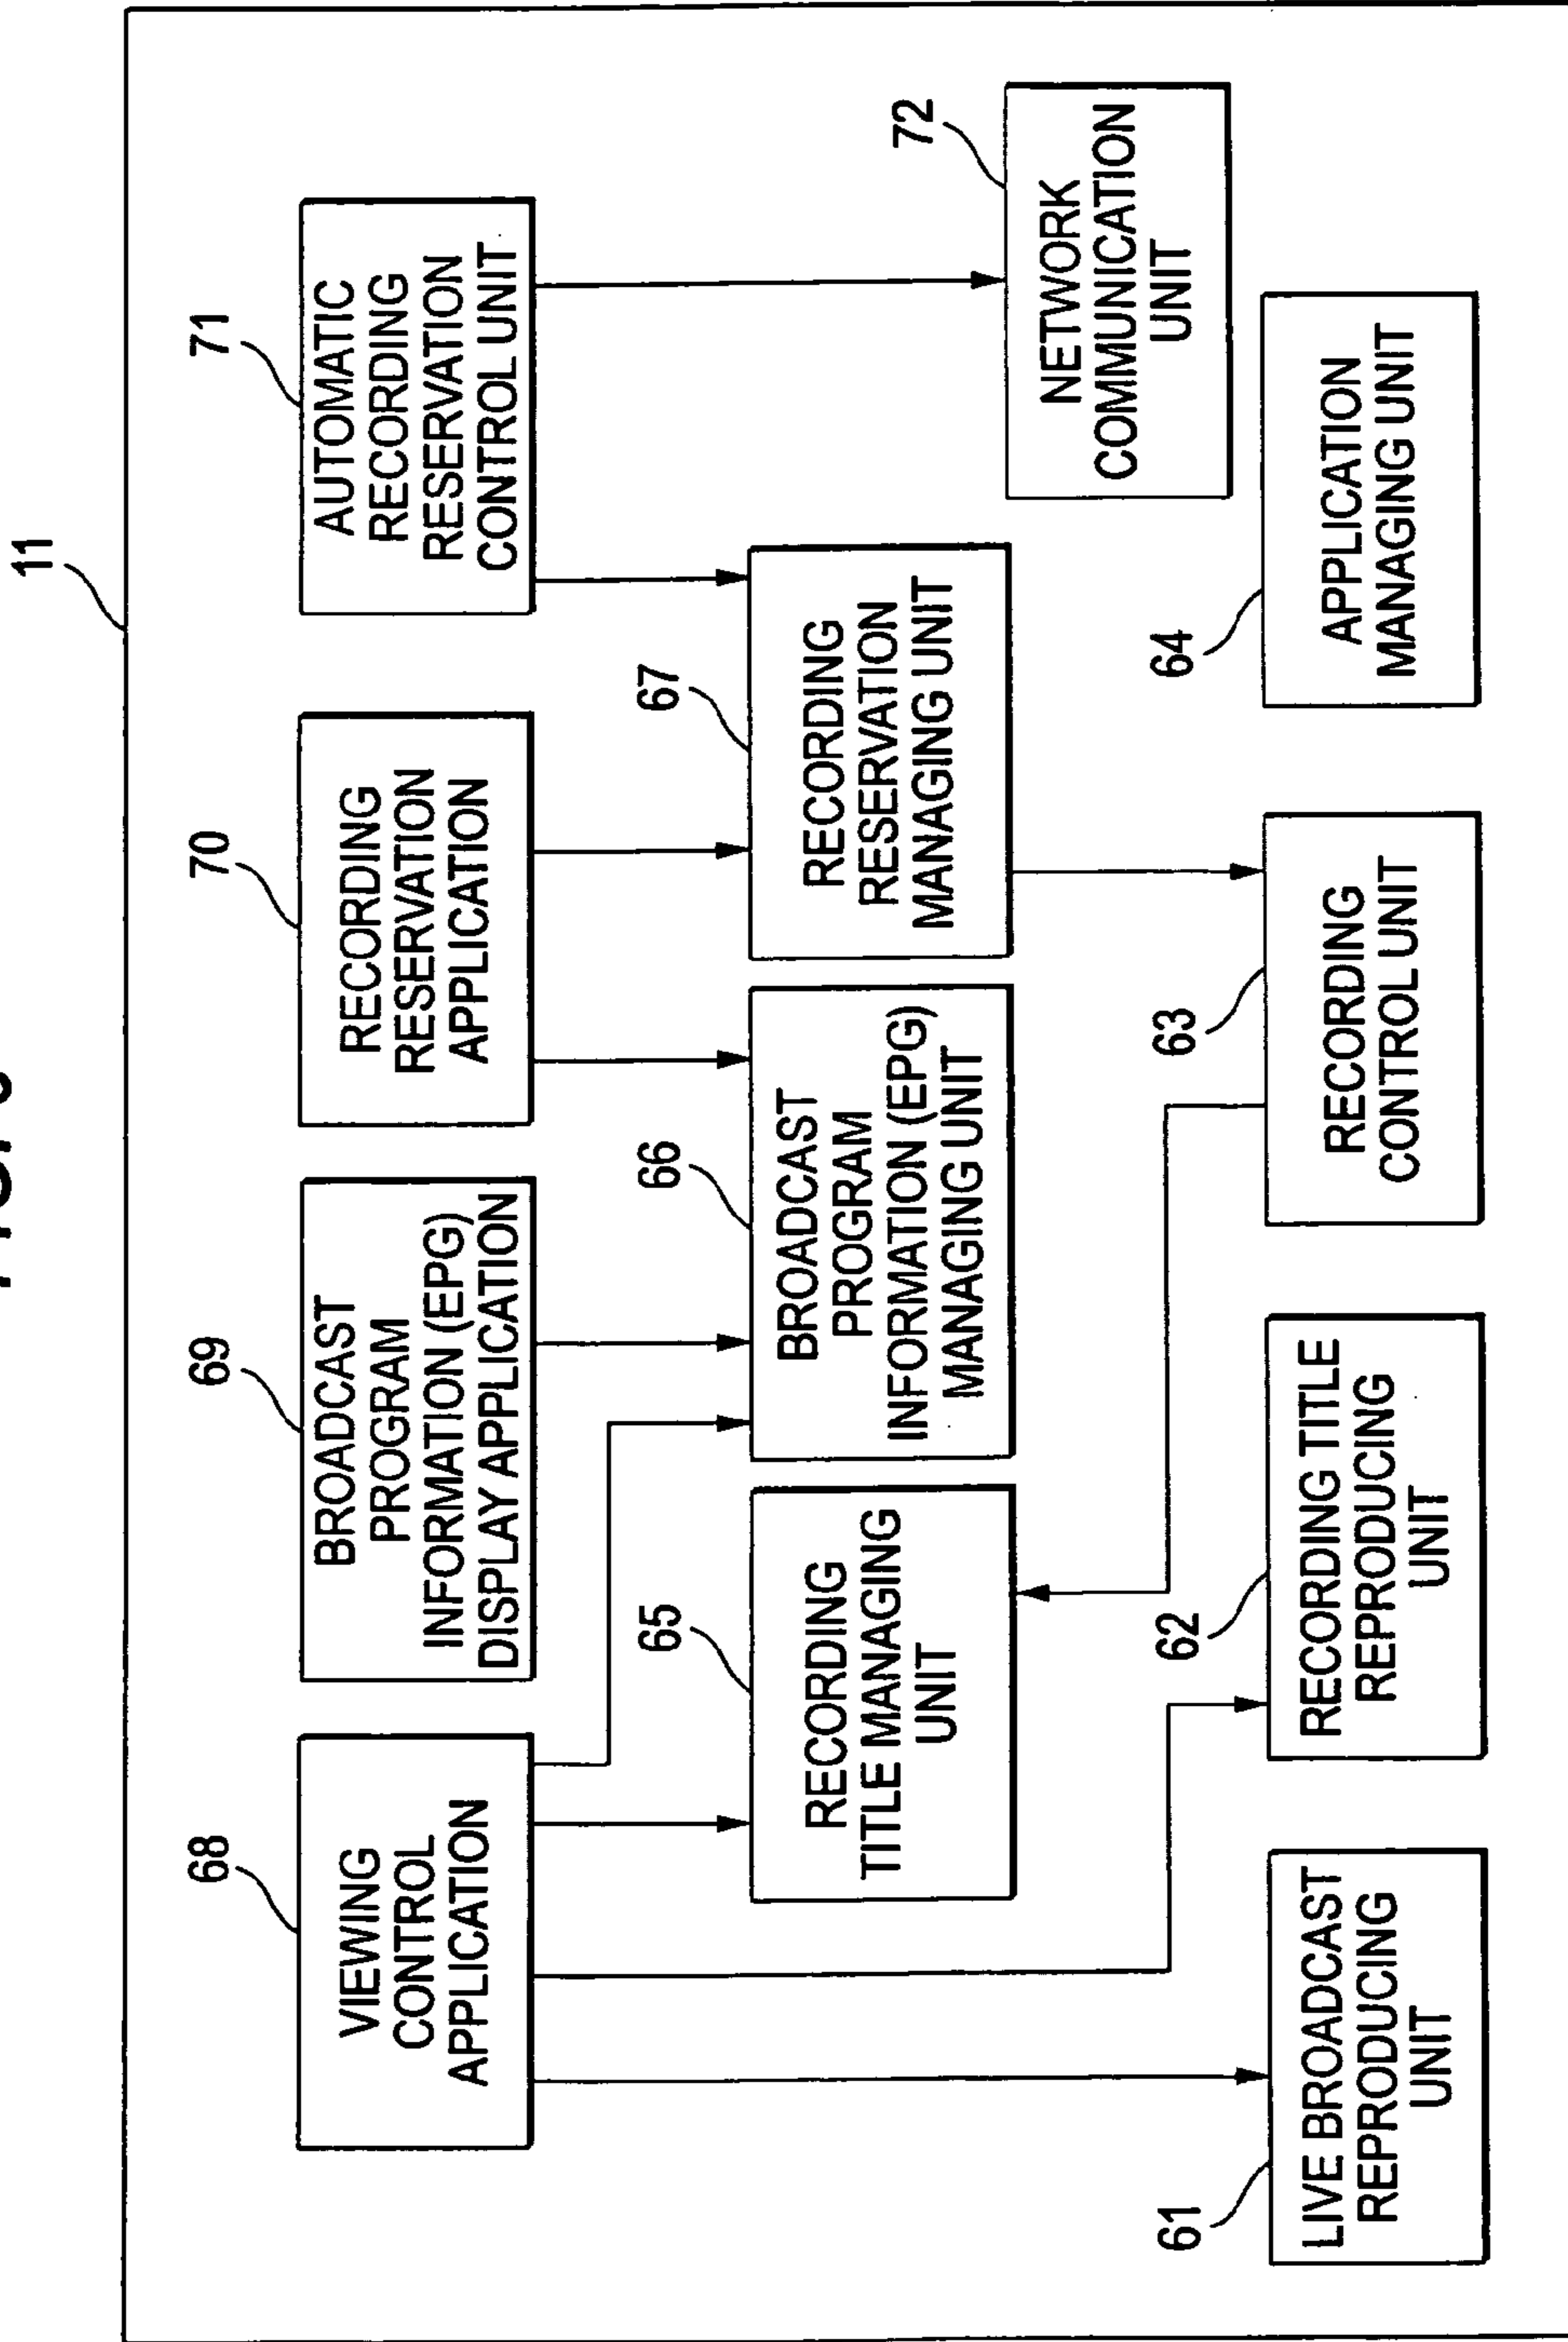 11
68
VIEWING
CONTROL
APPLICATION
69
BROADCAST
PROGRAM
INFORMATION (EPG)
DISPLAY APPLICATION
70
RECORDING
RESERVATION
APPLICATION
71
AUTOMATIC
RECORDING
RESERVATION
CONTROL UNIT
65
RECORDING
TITLE MANAGING
UNIT
66
BROADCAST
PROGRAM
INFORMATION (EPG)
MANAGING UNIT
67
RECORDING
RESERVATION
MANAGING UNIT
72
NETWORK
COMMUNICATION
UNIT
61
LIVE BROADCAST
REPRODUCING
UNIT
62
RECORDING TITLE
REPRODUCING
UNIT
63
RECORDING
CONTROL UNIT
64
APPLICATION
MANAGING UNIT